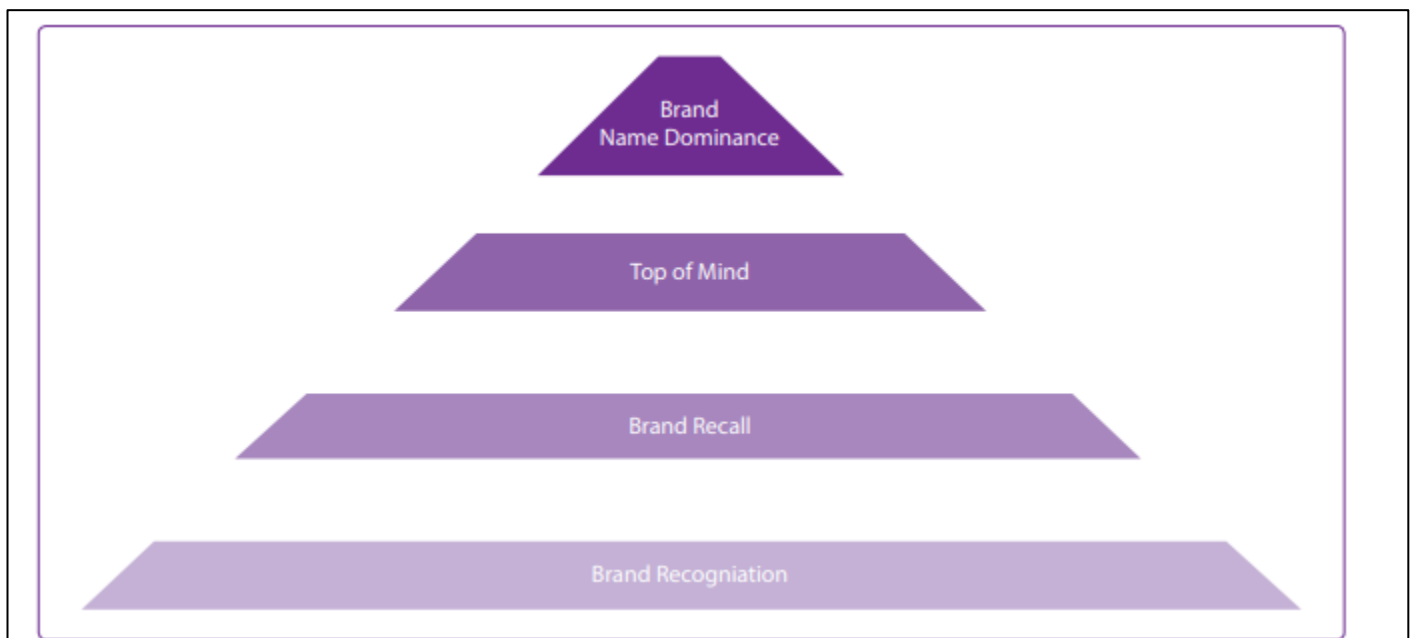 Brand
Name Dominance
Top of Mind
Brand Recall
Brand Recogniation